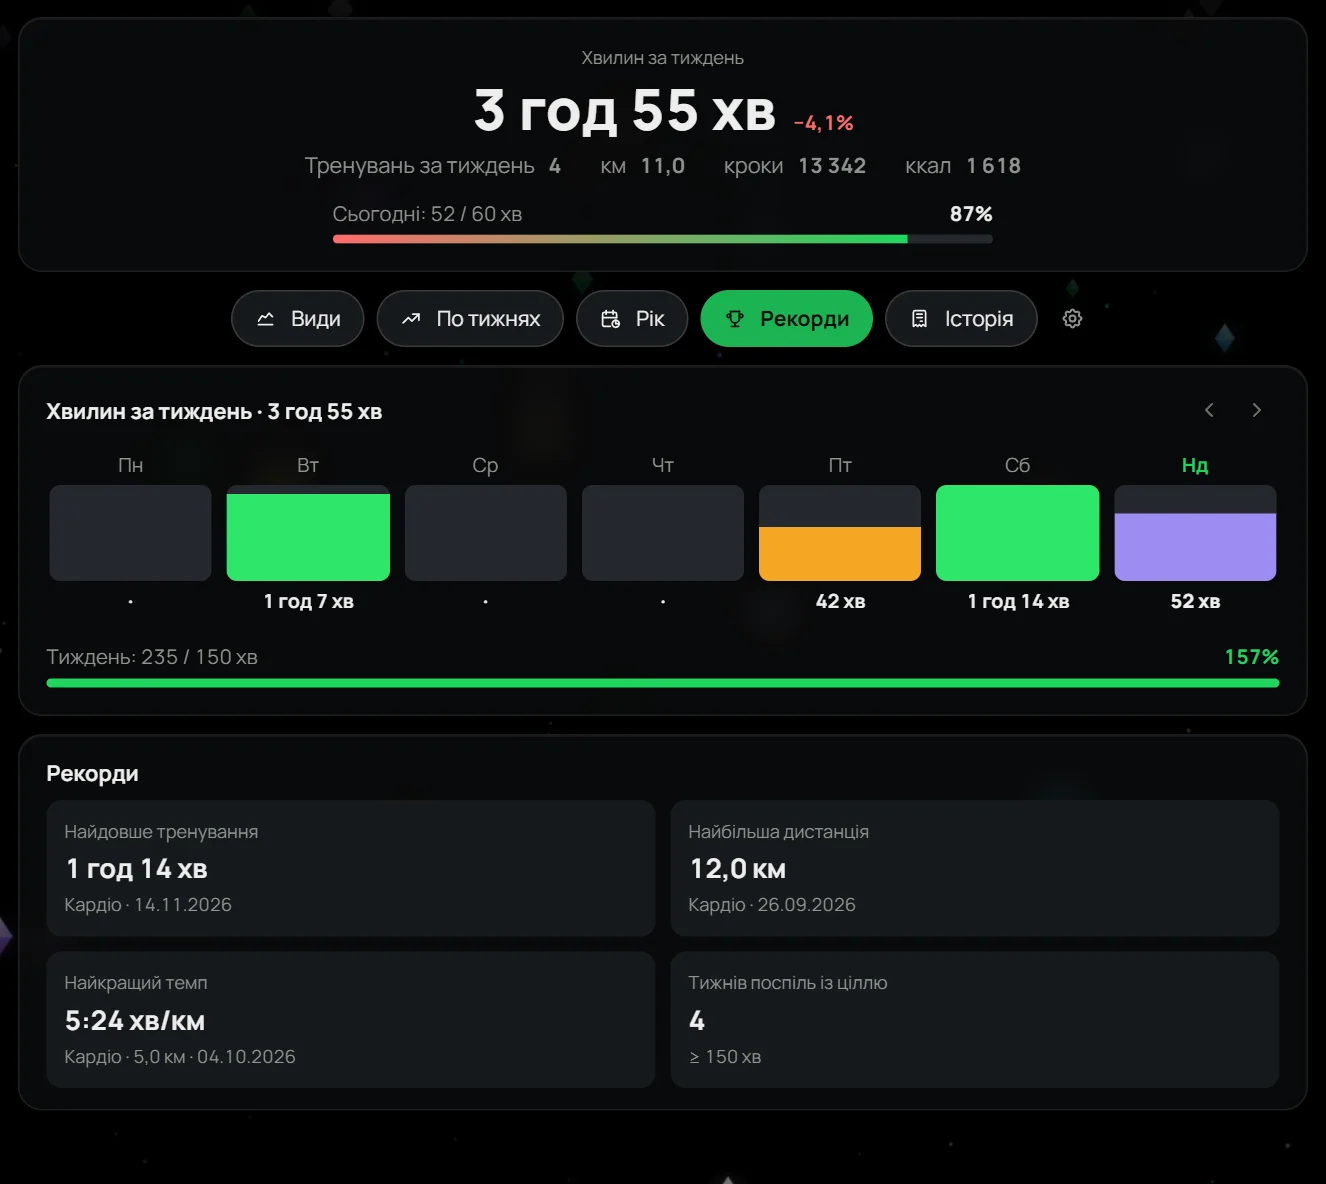 Хвилин за тиждень
3 год 55 хв −4,1%
Тренувань за тиждень 4 км 11,0 кроки 13 342 ккал 1 618
Сьогодні: 52 / 60 хв 87%
Види По тижнях Рік Рекорди Історія
Хвилин за тиждень · 3 год 55 хв
Пн Вт Ср Чт Пт Сб Нд
· 1 год 7 хв · · 42 хв 1 год 14 хв 52 хв
Тиждень: 235 / 150 хв 157%
Рекорди
Найдовше тренування
1 год 14 хв
Кардіо · 14.11.2026
Найбільша дистанція
12,0 км
Кардіо · 26.09.2026
Найкращий темп
5:24 хв/км
Кардіо · 5,0 км · 04.10.2026
Тижнів поспіль із ціллю
4
≥ 150 хв